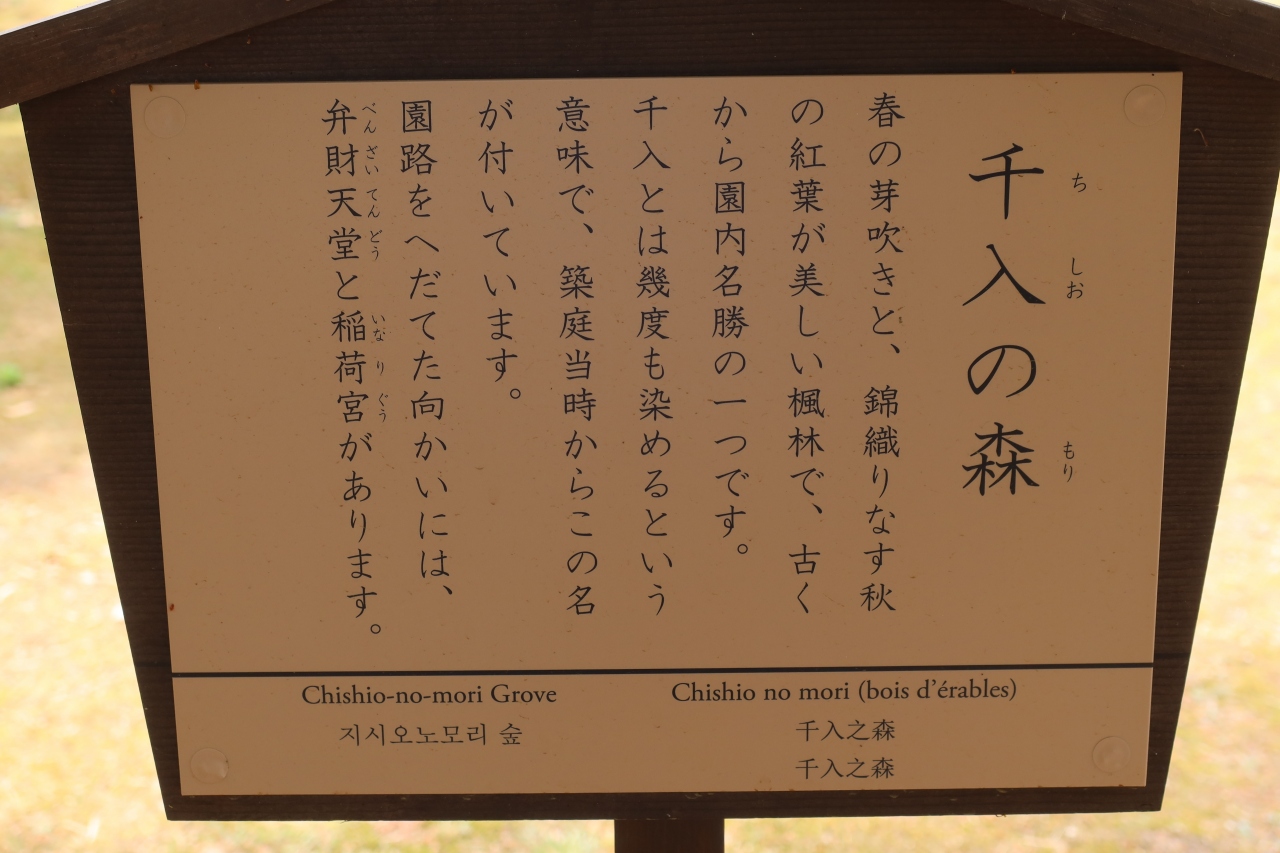 千入の森
ち しお もり
春の芽吹きと、錦織りなす秋
の紅葉が美しい楓林で、古く
から園内名勝の一つです。
千入とは幾度も染めるという
意味で、築庭当時からこの名
が付いています。
園路をへだてた向かいには、
弁財天堂と稲荷宮があります。
べんざいてんどう いなりぐう
Chishio-no-mori Grove
지시오노모리 숲
Chishio no mori (bois d'érables)
千入之森
千入之森